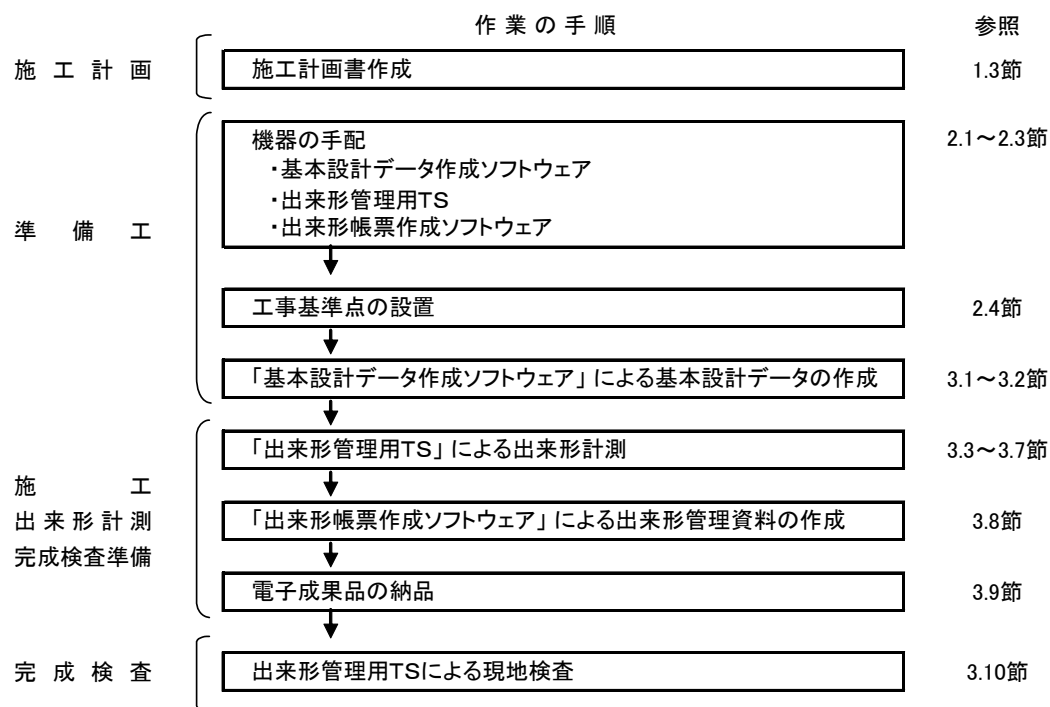 作 業 の 手 順 参照
施 工 計 画 施工計画書作成 1.3節
機器の手配 2.1～2.3節
・基本設計データ作成ソフトウェア
・出来形管理用TS
準 備 工 ・出来形帳票作成ソフトウェア
工事基準点の設置 2.4節
「基本設計データ作成ソフトウェア」による基本設計データの作成 3.1～3.2節
「出来形管理用TS」による出来形計測 3.3～3.7節
施 工
出 来 形 計 測 「出来形帳票作成ソフトウェア」による出来形管理資料の作成 3.8節
完成検査準備
電子成果品の納品 3.9節
完 成 検 査 出来形管理用TSによる現地検査 3.10節